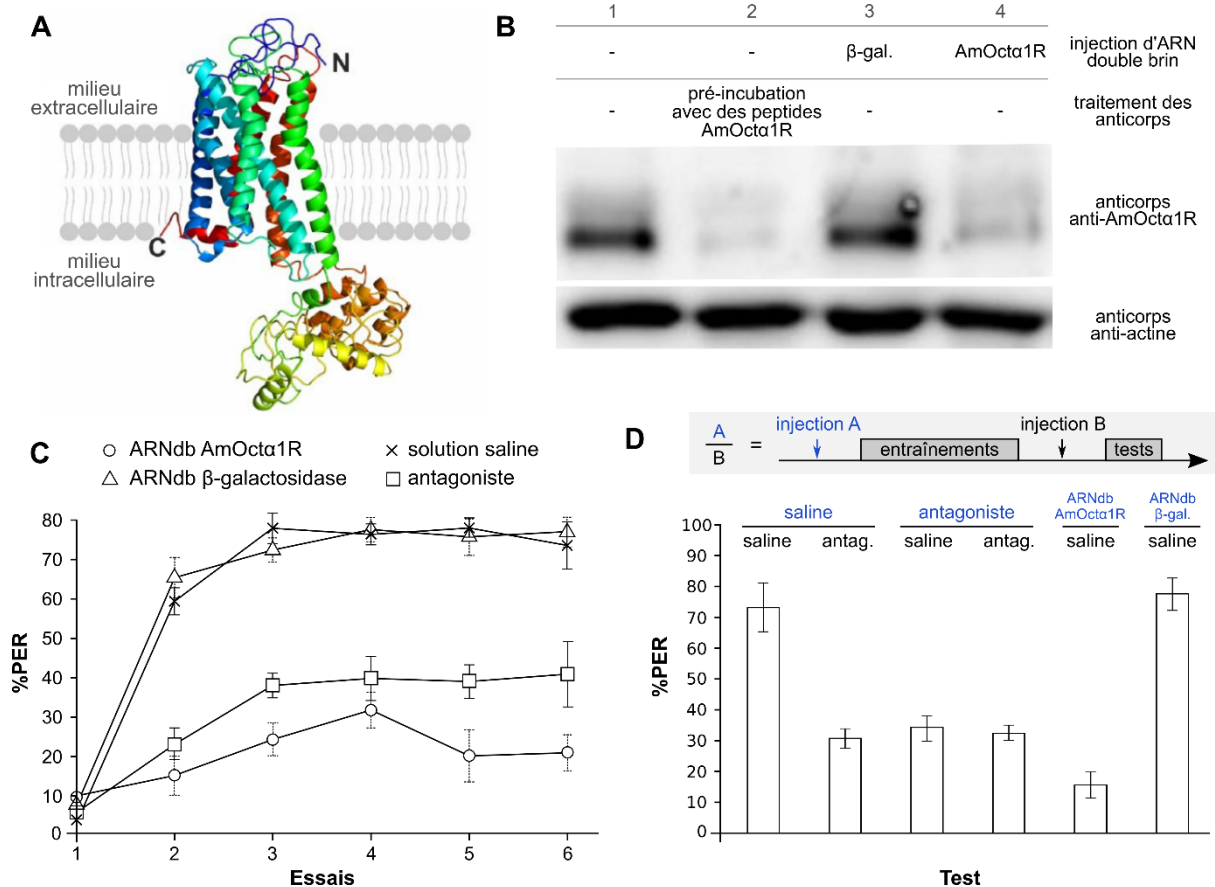 A
N
milieu
extracellulaire
C
milieu
intracellulaire
B
1 2 3 4
- - β-gal. AmOctα1R injection d'ARN
double brin
- pré-incubation
avec des peptides
AmOctα1R - - traitement des
anticorps
anticorps
anti-AmOctα1R
anticorps
anti-actine
C
ARNdb AmOctα1R solution saline
ARNdb β-galactosidase antagoniste
80
70
60
50
40
30
20
10
0
%PER
1 2 3 4 5 6
Essais
D
A
B
=
injection A injection B
entraînements tests
saline antagoniste ARNdb
AmOctα1R ARNdb
β-gal.
saline antag. saline antag. saline saline
100
90
80
70
60
50
40
30
20
10
0
%PER
Test